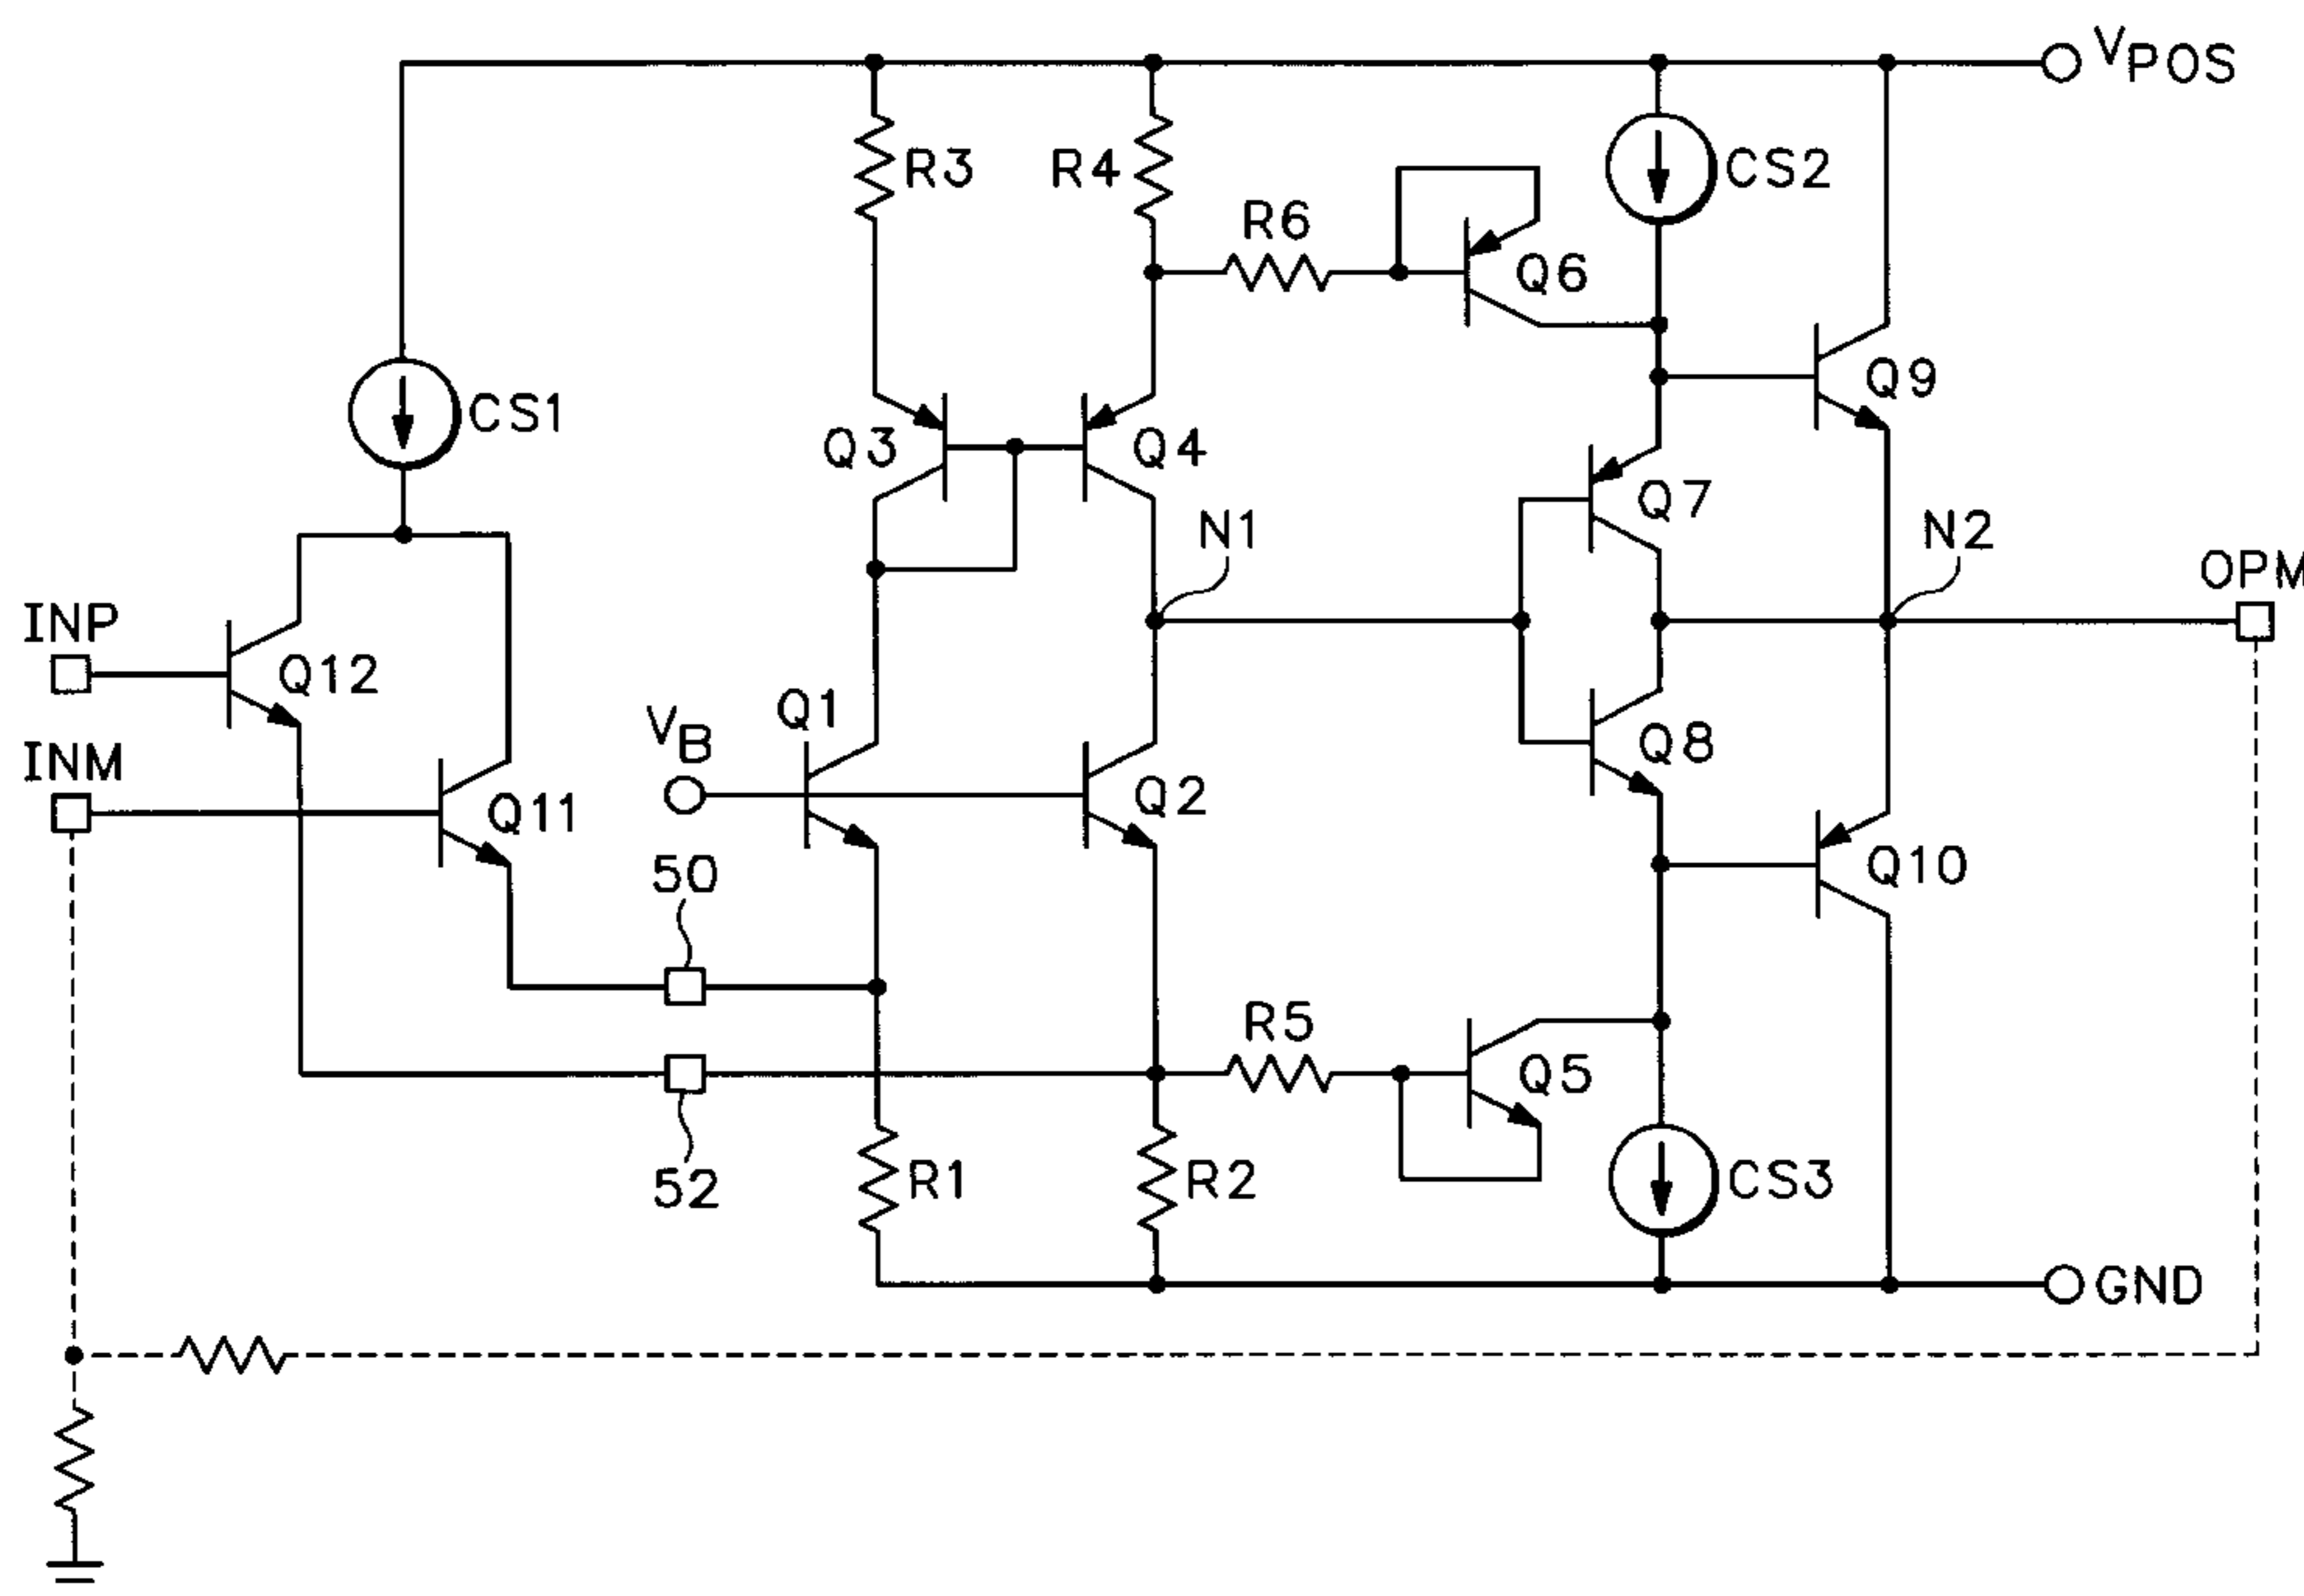 VPOS
R3
R4
CS2
R6
Q6
CS1
Q9
Q3
Q4
Q7
N1
N2
OPM
INP
Q12
VB
Q1
Q8
INM
Q11
Q2
50
Q10
R5
Q5
52
R1
R2
CS3
GND